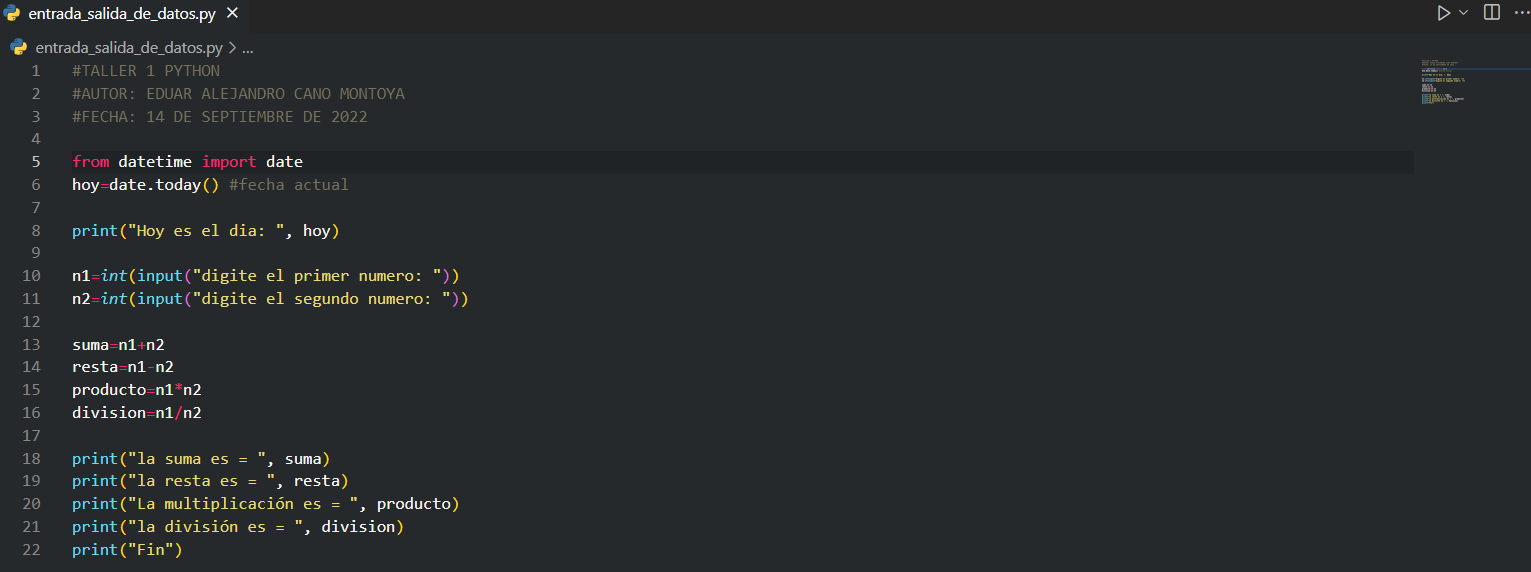 entrada_salida_de_datos.py
entrada_salida_de_datos.py > ...
1 #TALLER 1 PYTHON
2 #AUTOR: EDUAR ALEJANDRO CANO MONTOYA
3 #FECHA: 14 DE SEPTIEMBRE DE 2022
4
5 from datetime import date
6 hoy=date.today() #fecha actual
7
8 print("Hoy es el dia: ", hoy)
9
10 n1=int(input("digite el primer numero: "))
11 n2=int(input("digite el segundo numero: "))
12
13 suma=n1+n2
14 resta=n1-n2
15 producto=n1*n2
16 division=n1/n2
17
18 print("la suma es = ", suma)
19 print("la resta es = ", resta)
20 print("La multiplicación es = ", producto)
21 print("la división es = ", division)
22 print("Fin")